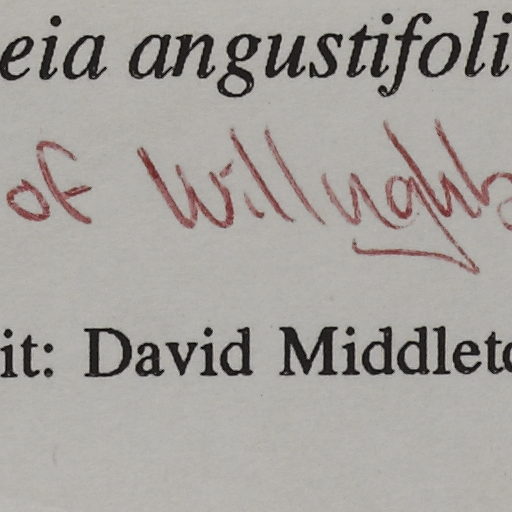 eia angustifoli
of Willughb
it: David Middleto